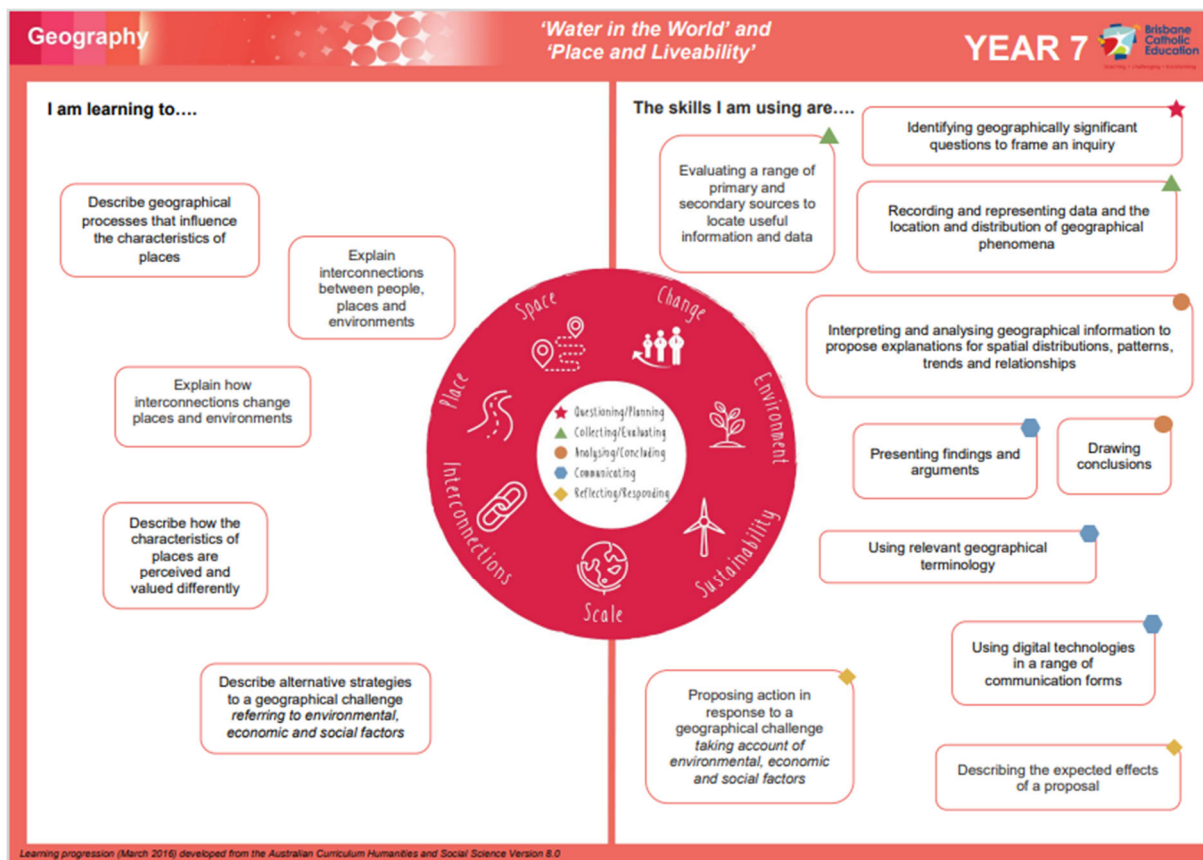 Geography
'Water in the World' and
'Place and Liveability'
YEAR 7
Brisbane
Catholic
Education
I am learning to....
Describe geographical
processes that influence
the characteristics of
places
Explain
interconnections
between people,
places and
environments
Explain how
interconnections change
places and environments
Describe how the
characteristics of
places are
perceived and
valued differently
Describe alternative strategies
to a geographical challenge
referring to environmental,
economic and social factors
Space
Change
Environment
Sustainability
Scale
Interconnections
Place
Questioning/Planning
Collecting/Evaluating
Analysing/Concluding
Communicating
Reflecting/Responding
The skills I am using are....
Identifying geographically significant
questions to frame an inquiry
Evaluating a range of
primary and
secondary sources to
locate useful
information and data
Recording and representing data and the
location and distribution of geographical
phenomena
Interpreting and analysing geographical information to
propose explanations for spatial distributions, patterns,
trends and relationships
Presenting findings and
arguments
Drawing
conclusions
Using relevant geographical
terminology
Using digital technologies
in a range of
communication forms
Proposing action in
response to a
geographical challenge
taking account of
environmental, economic
and social factors
Describing the expected effects
of a proposal
Learning progression (March 2016) developed from the Australian Curriculum Humanities and Social Science Version 8.0